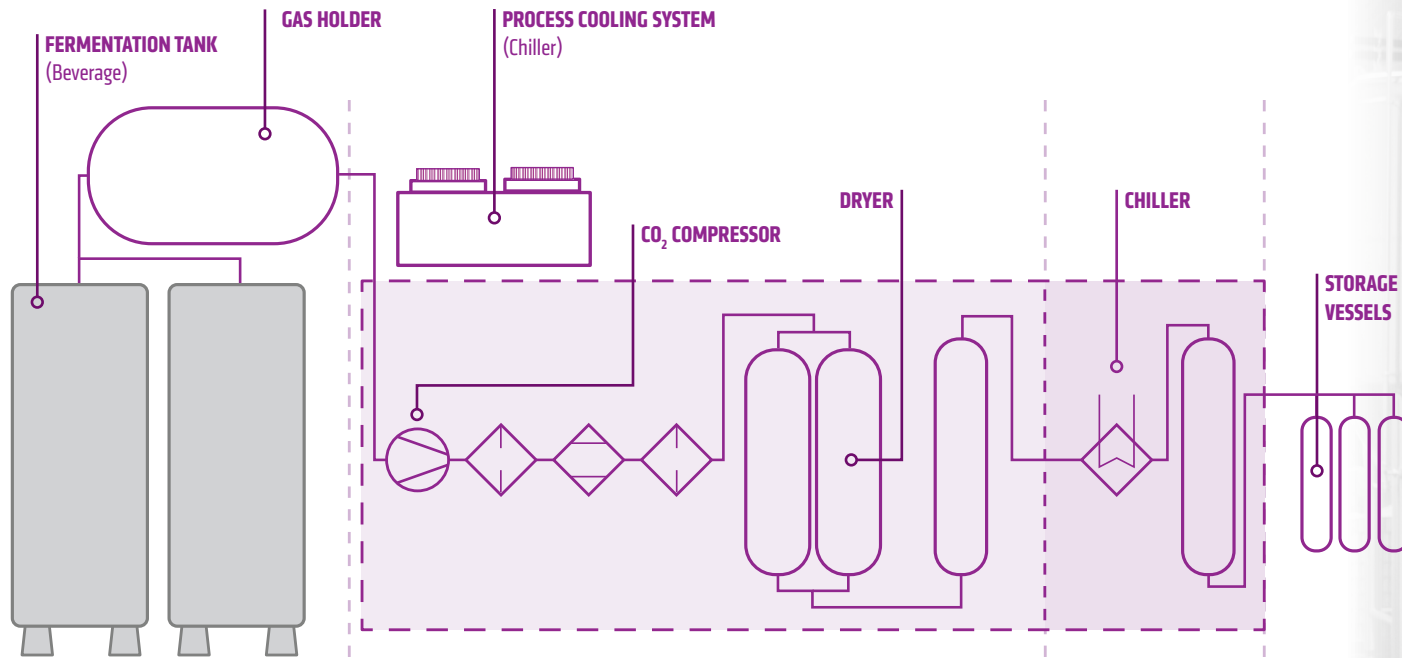 GAS HOLDER
PROCESS COOLING SYSTEM
(Chiller)
FERMENTATION TANK
(Beverage)
DRYER
CHILLER
CO₂ COMPRESSOR
STORAGE
VESSELS